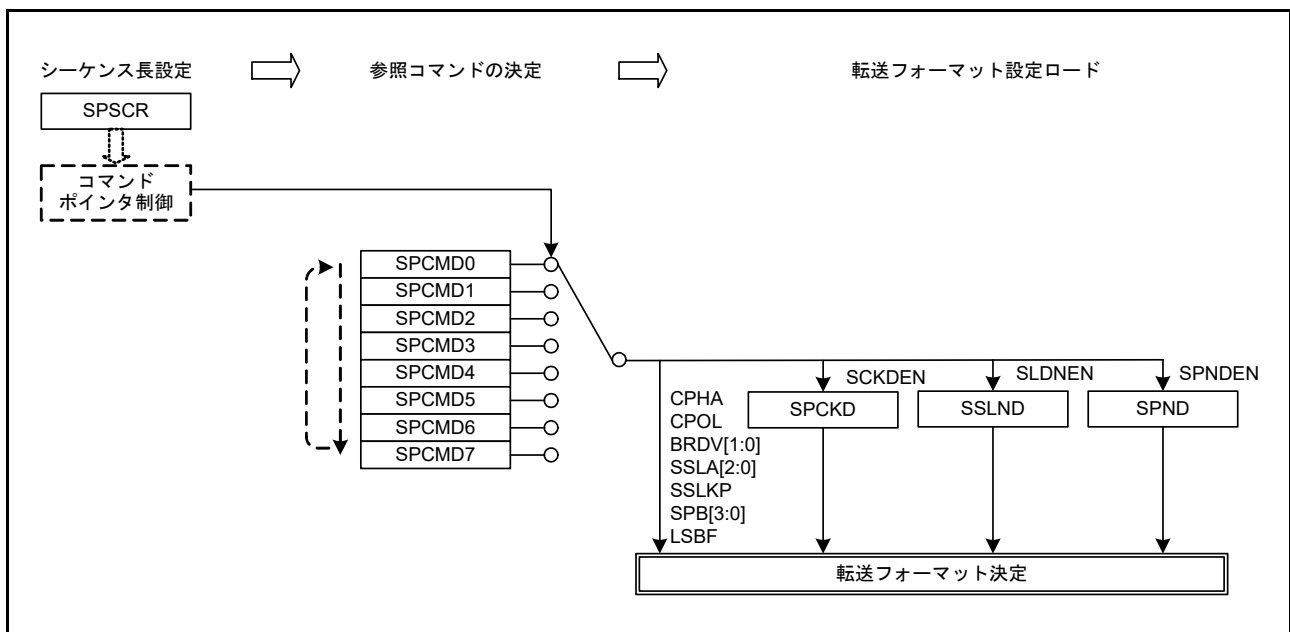 シーケンス長設定
参照コマンドの決定
転送フォーマット設定ロード
SPSCR
コマンド
ポインタ制御
SPCMD0
SPCMD1
SPCMD2
SPCMD3
SPCMD4
SPCMD5
SPCMD6
SPCMD7
CPHA
CPOL
BRDV[1:0]
SSLA[2:0]
SSLKP
SPB[3:0]
LSBF
SCKDEN
SPCKD
SLDNEN
SSLND
SPNDEN
SPND
転送フォーマット決定